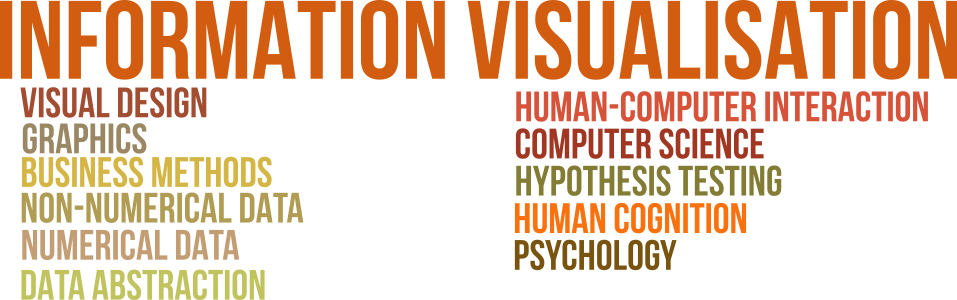 INFORMATION VISUALISATION
VISUAL DESIGN
GRAPHICS
BUSINESS METHODS
NON-NUMERICAL DATA
NUMERICAL DATA
DATA ABSTRACTION
HUMAN-COMPUTER INTERACTION
COMPUTER SCIENCE
HYPOTHESIS TESTING
HUMAN COGNITION
PSYCHOLOGY